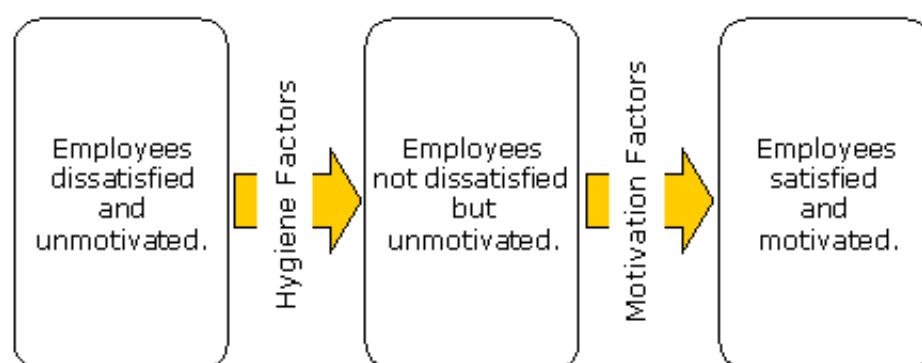 Employees
dissatisfied
and
unmotivated.
Hygiene Factors
Employees
not dissatisfied
but
unmotivated.
Motivation Factors
Employees
satisfied
and
motivated.